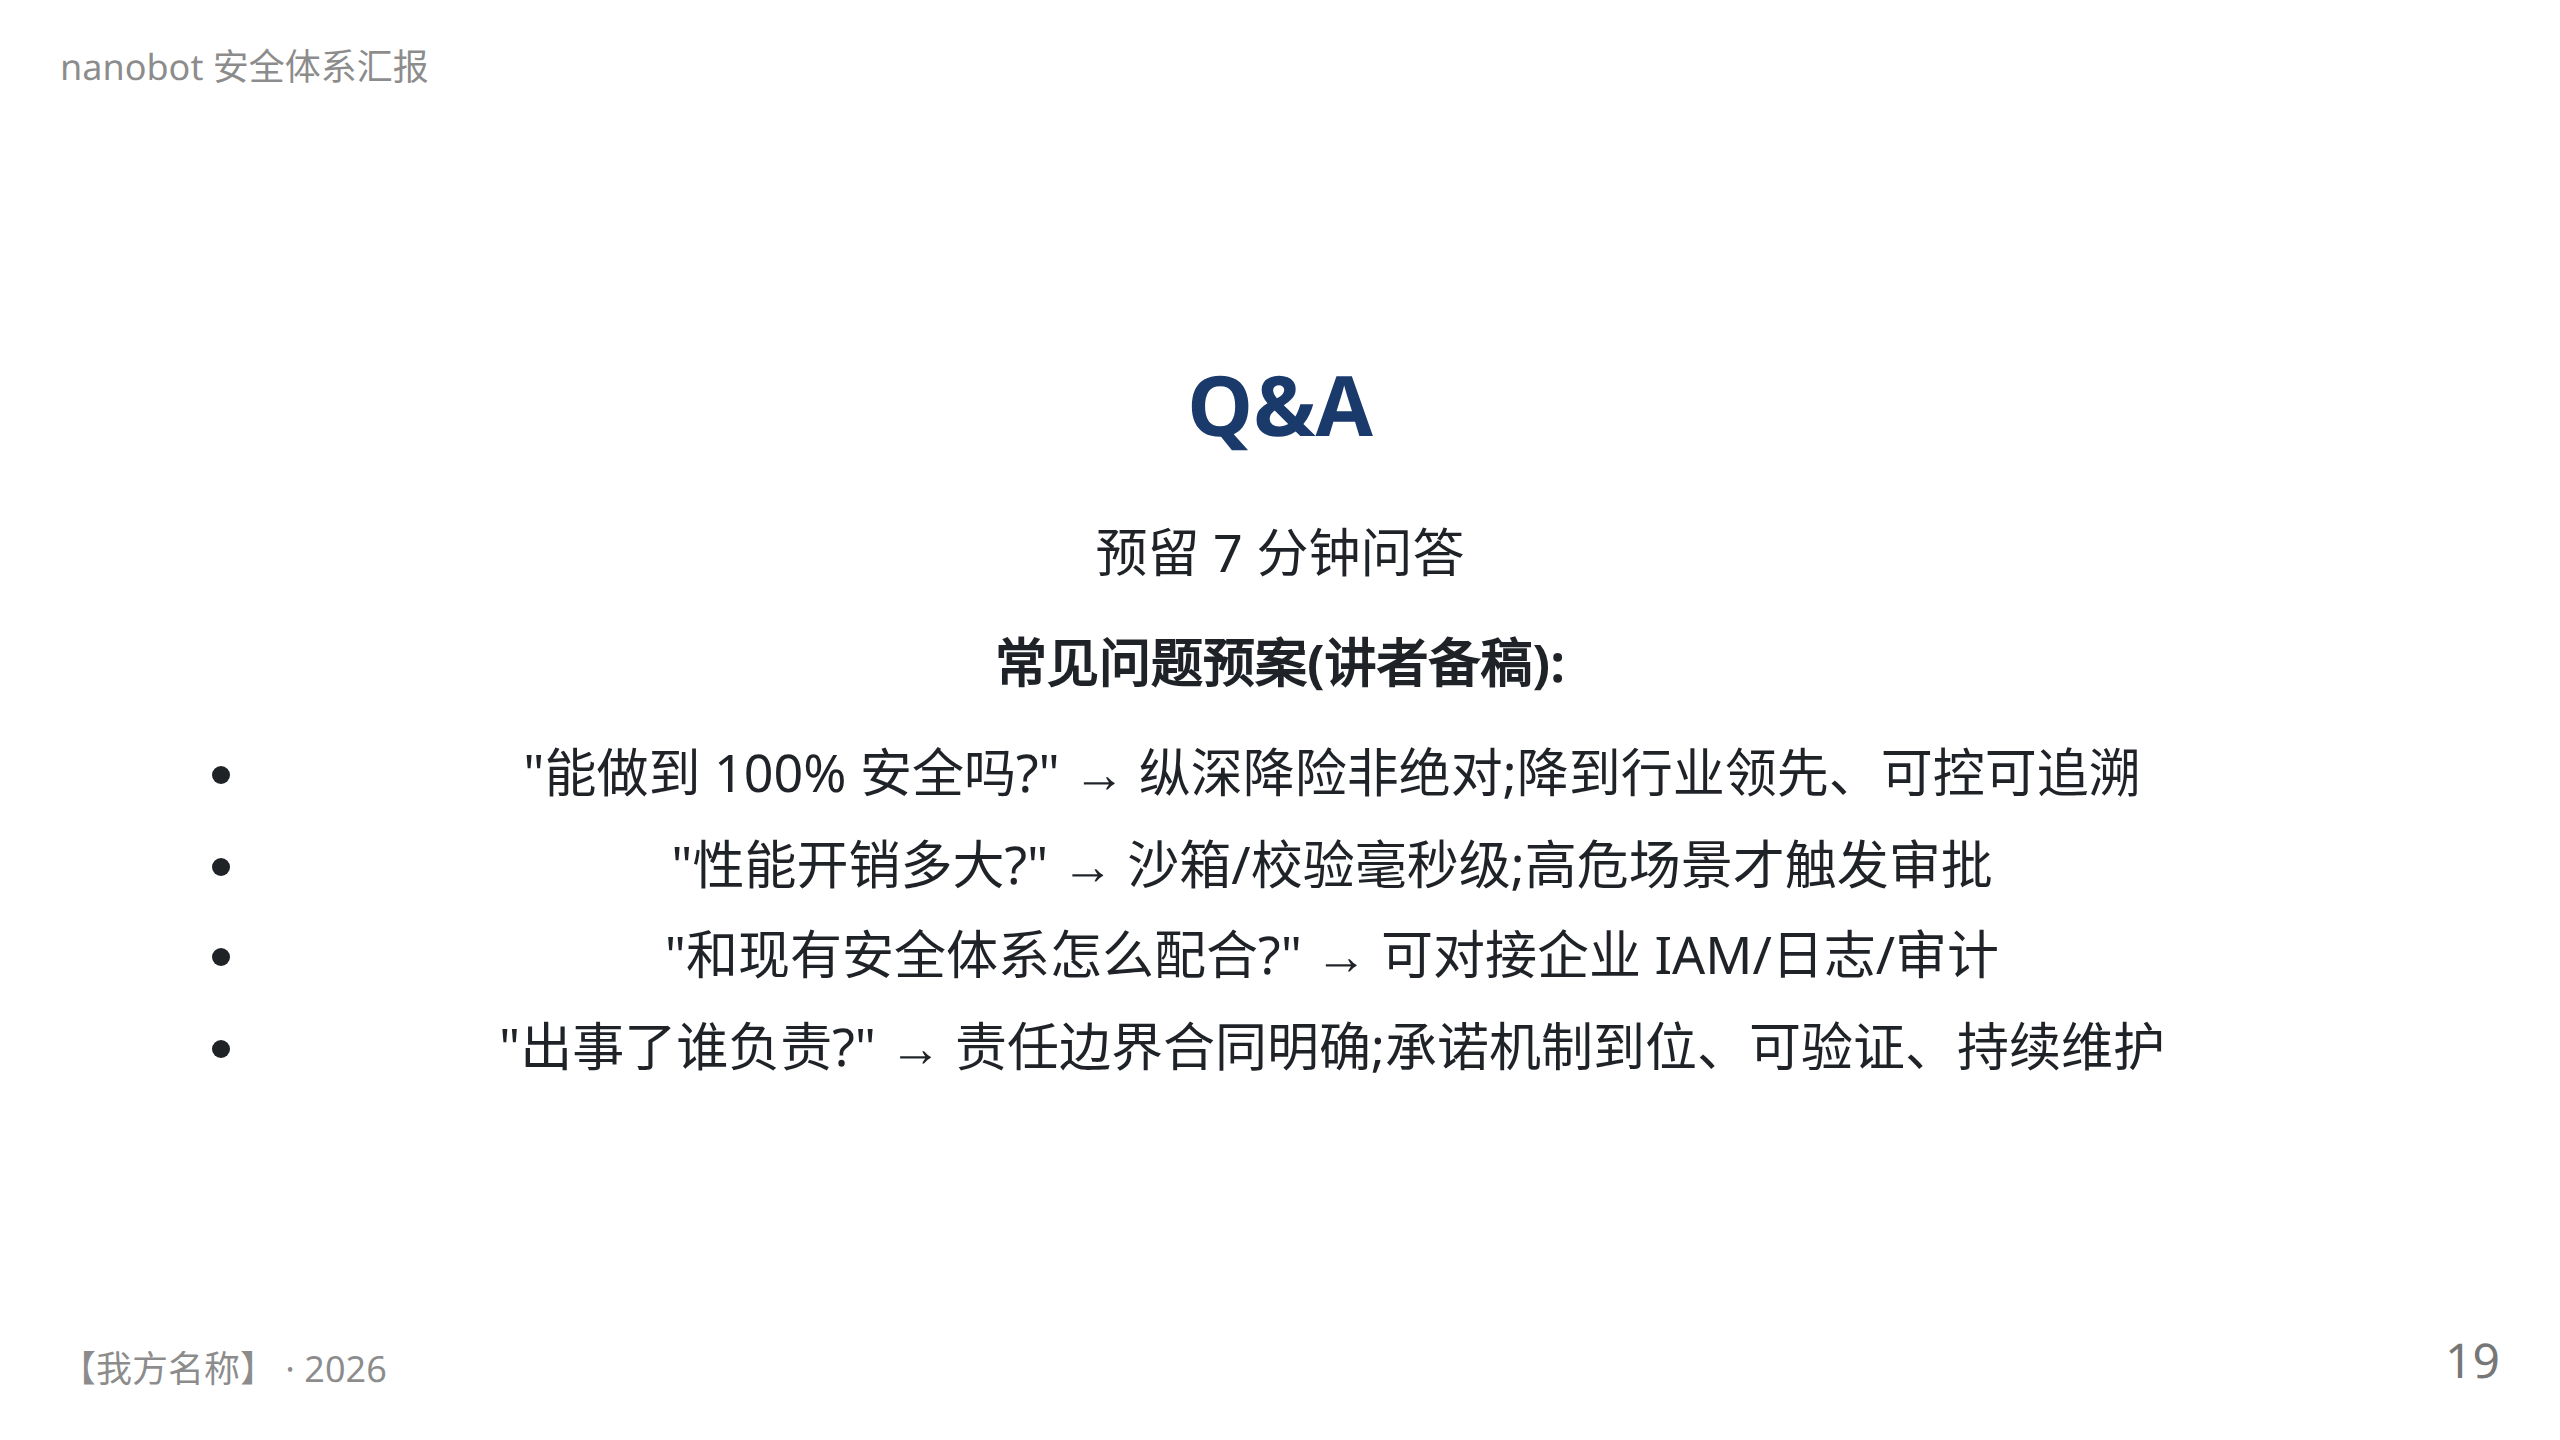 nanobot 安全体系汇报
Q&A
预留 7 分钟问答
常见问题预案(讲者备稿):
• "能做到 100% 安全吗?" → 纵深降险非绝对;降到行业领先、可控可追溯
• "性能开销多大?" → 沙箱/校验毫秒级;高危场景才触发审批
• "和现有安全体系怎么配合?" → 可对接企业 IAM/日志/审计
• "出事了谁负责?" → 责任边界合同明确;承诺机制到位、可验证、持续维护
【我方名称】 · 2026
19